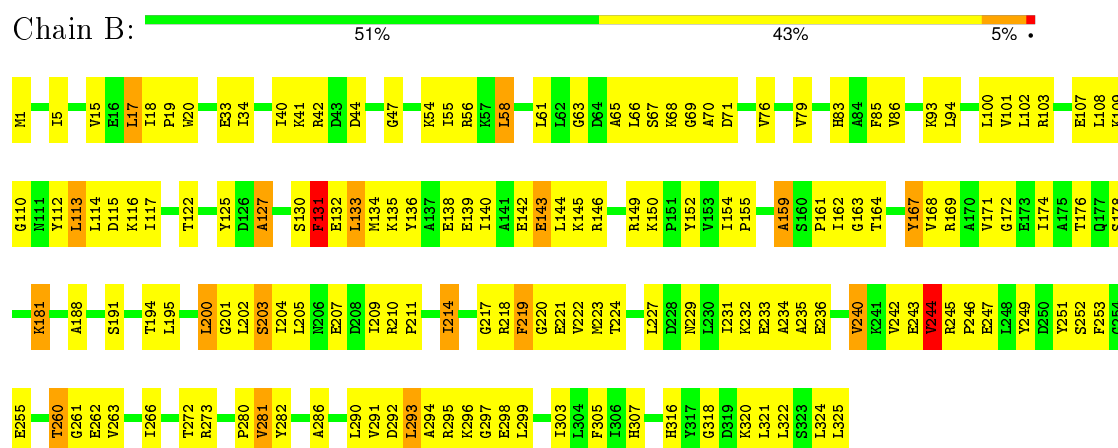 Chain B:
51% 43% 5% •
M1 I5 V15 E16 L17 I18 P19 W20 E33 I34 I40 K41 R42 D43 D44 G47 K54 I55 R56 K57 L58 L61 L62 G63 D64 A65 L66 S67 K68 G69 A70 D71 V76 V79 H83 A84 F85 V86 K93 L94 L100 V101 L102 R103 E107 L108 K109
G110 N111 Y112 L113 L114 D115 K116 I117 T122 Y125 D126 A127 S130 F131 E132 L133 M134 K135 Y136 A137 E138 E139 I140 A141 E142 E143 L144 K145 R146 R149 K150 P151 Y152 V153 I154 P155 A159 S160 P161 I162 G163 T164 Y167 V168 R169 A170 V171 G172 E173 I174 A175 T176 Q177 S178
K181 A188 S191 T194 L195 L200 G201 L202 S203 I204 L205 N206 E207 D208 I209 R210 P211 I214 G217 R218 F219 G220 E221 V222 M223 T224 L227 D228 N229 L230 I231 K232 E233 A234 A235 E236 V240 K241 V242 E243 V244 R245 P246 E247 L248 Y249 D250 Y251 S252 F253
E255 T260 G261 E262 V263 I266 T272 R273 P280 V281 Y282 A286 L290 V291 D292 L293 A294 R295 K296 G297 E298 L299 I303 L304 F305 I306 H307 H316 Y317 G318 D319 K320 L321 L322 S323 L324 L325